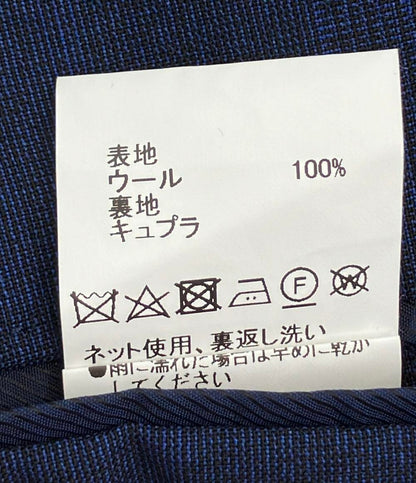 表地
ウール 100%
裏地
キュプラ
F W
ネット使用、裏返し洗い
●雨に濡れた場合は早めに乾か
してください